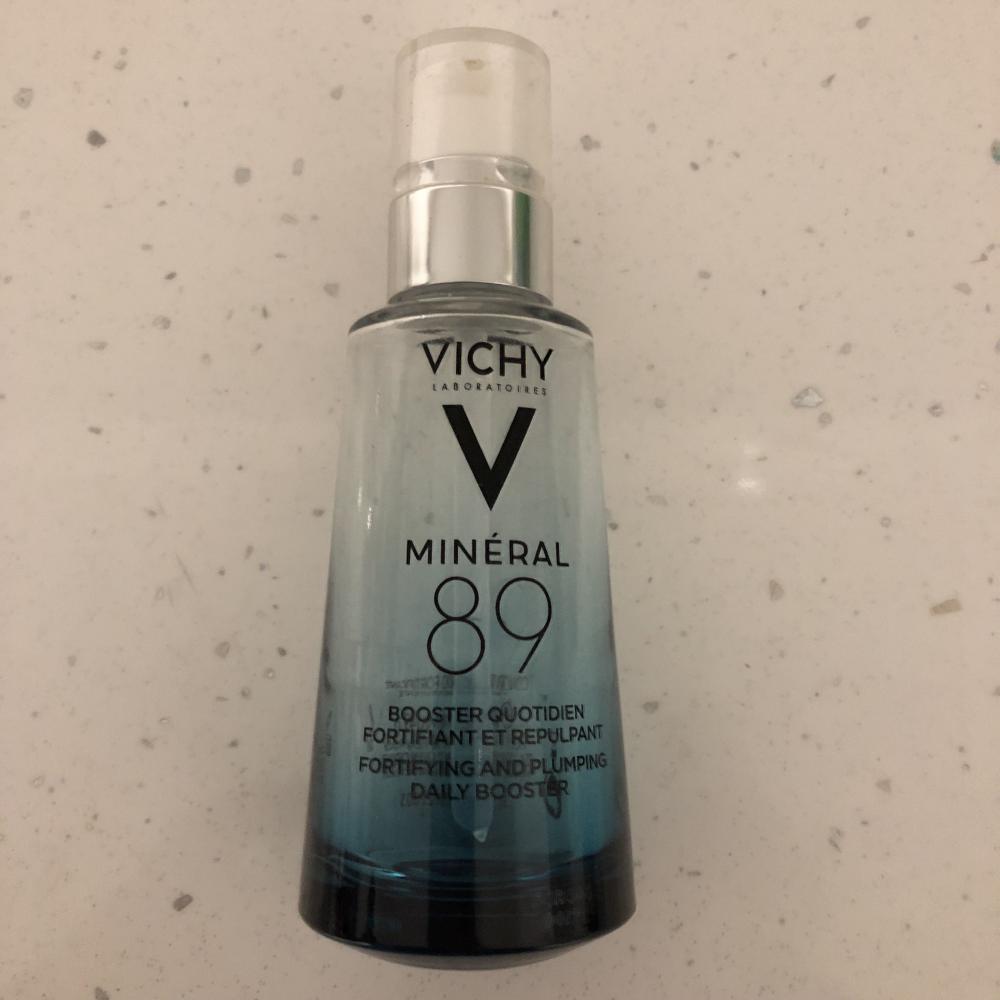 VICHY
LABORATOIRES
V
MINÉRAL
89
BOOSTER QUOTIDIEN
FORTIFIANT ET REPULPANT
FORTIFYING AND PLUMPING
DAILY BOOSTER